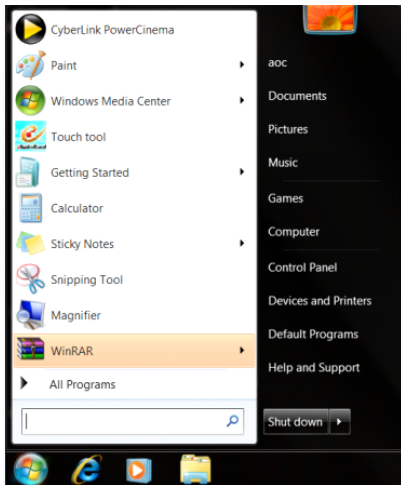 CyberLink PowerCinema
Paint
Windows Media Center
Touch tool
Getting Started
Calculator
Sticky Notes
Snipping Tool
Magnifier
WinRAR
All Programs
aoc
Documents
Pictures
Music
Games
Computer
Control Panel
Devices and Printers
Default Programs
Help and Support
Shut down